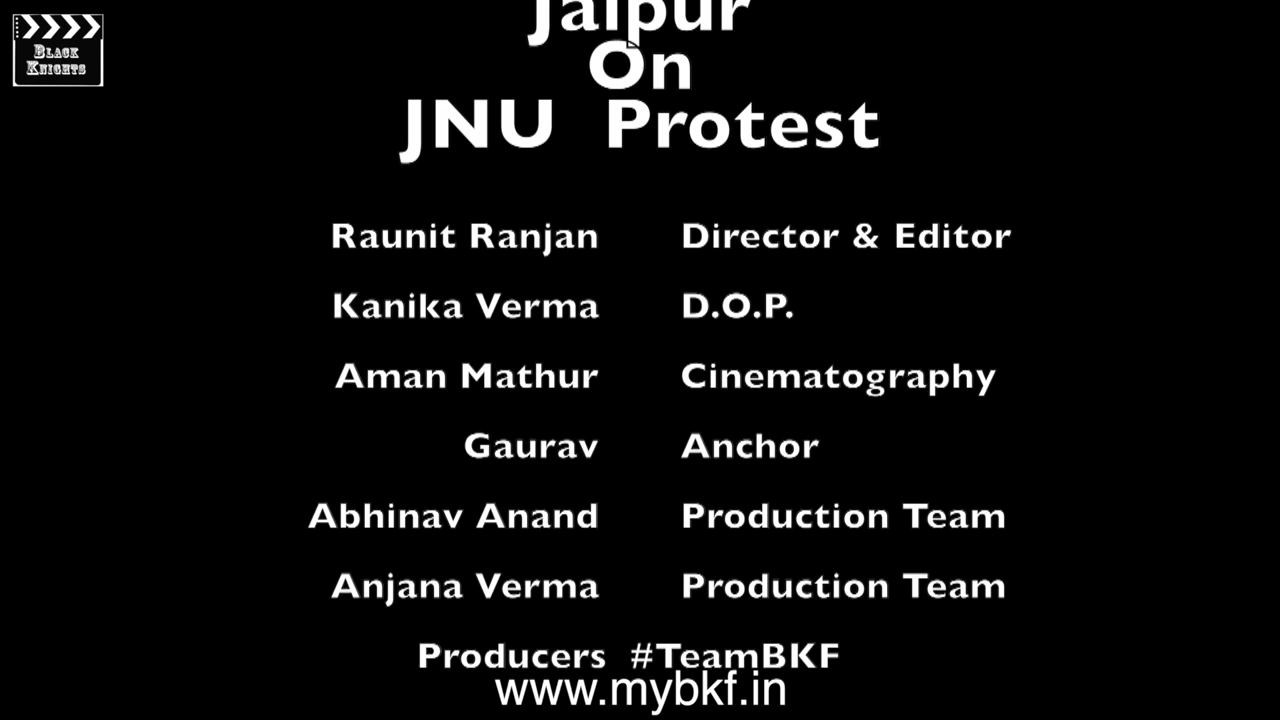 BLACK
KNIGHTS
Jaipur
On
JNU Protest
Raunit Ranjan Director & Editor
Kanika Verma D.O.P.
Aman Mathur Cinematography
Gaurav Anchor
Abhinav Anand Production Team
Anjana Verma Production Team
Producers #TeamBKF
www.mybkf.in